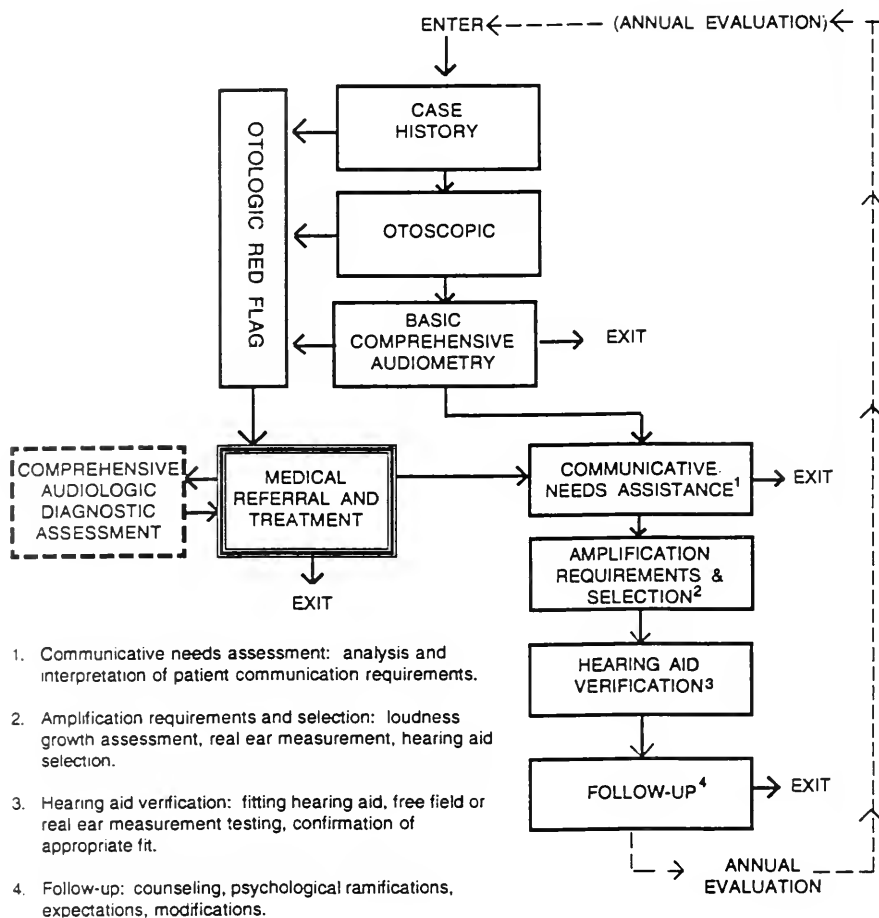 ENTER
(ANNUAL EVALUATION)
CASE
HISTORY
OTOLOGIC RED FLAG
OTOSCOPIC
BASIC
COMPREHENSIVE
AUDIOMETRY
EXIT
COMPREHENSIVE
AUDIOLOGIC
DIAGNOSTIC
ASSESSMENT
MEDICAL
REFERRAL AND
TREATMENT
EXIT
COMMUNICATIVE
NEEDS ASSISTANCE¹
EXIT
AMPLIFICATION
REQUIREMENTS &
SELECTION²
HEARING AID
VERIFICATION³
FOLLOW-UP⁴
EXIT
ANNUAL
EVALUATION
1. Communicative needs assessment: analysis and
interpretation of patient communication requirements.
2. Amplification requirements and selection: loudness
growth assessment, real ear measurement, hearing aid
selection.
3. Hearing aid verification: fitting hearing aid, free field or
real ear measurement testing, confirmation of
appropriate fit.
4. Follow-up: counseling, psychological ramifications,
expectations, modifications.